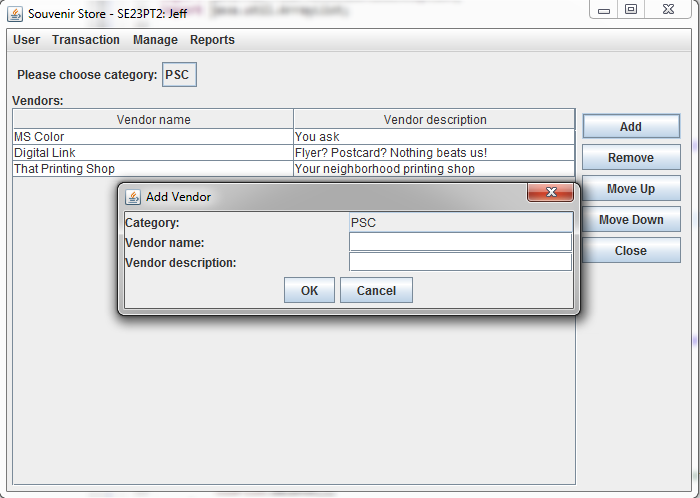 Souvenir Store - SE23PT2: Jeff
User Transaction Manage Reports
Please choose category: PSC
Vendors:
Vendor name Vendor description
MS Color You ask
Digital Link Flyer? Postcard? Nothing beats us!
That Printing Shop Your neighborhood printing shop
Add
Remove
Move Up
Move Down
Close
Add Vendor
Category: PSC
Vendor name:
Vendor description:
OK Cancel